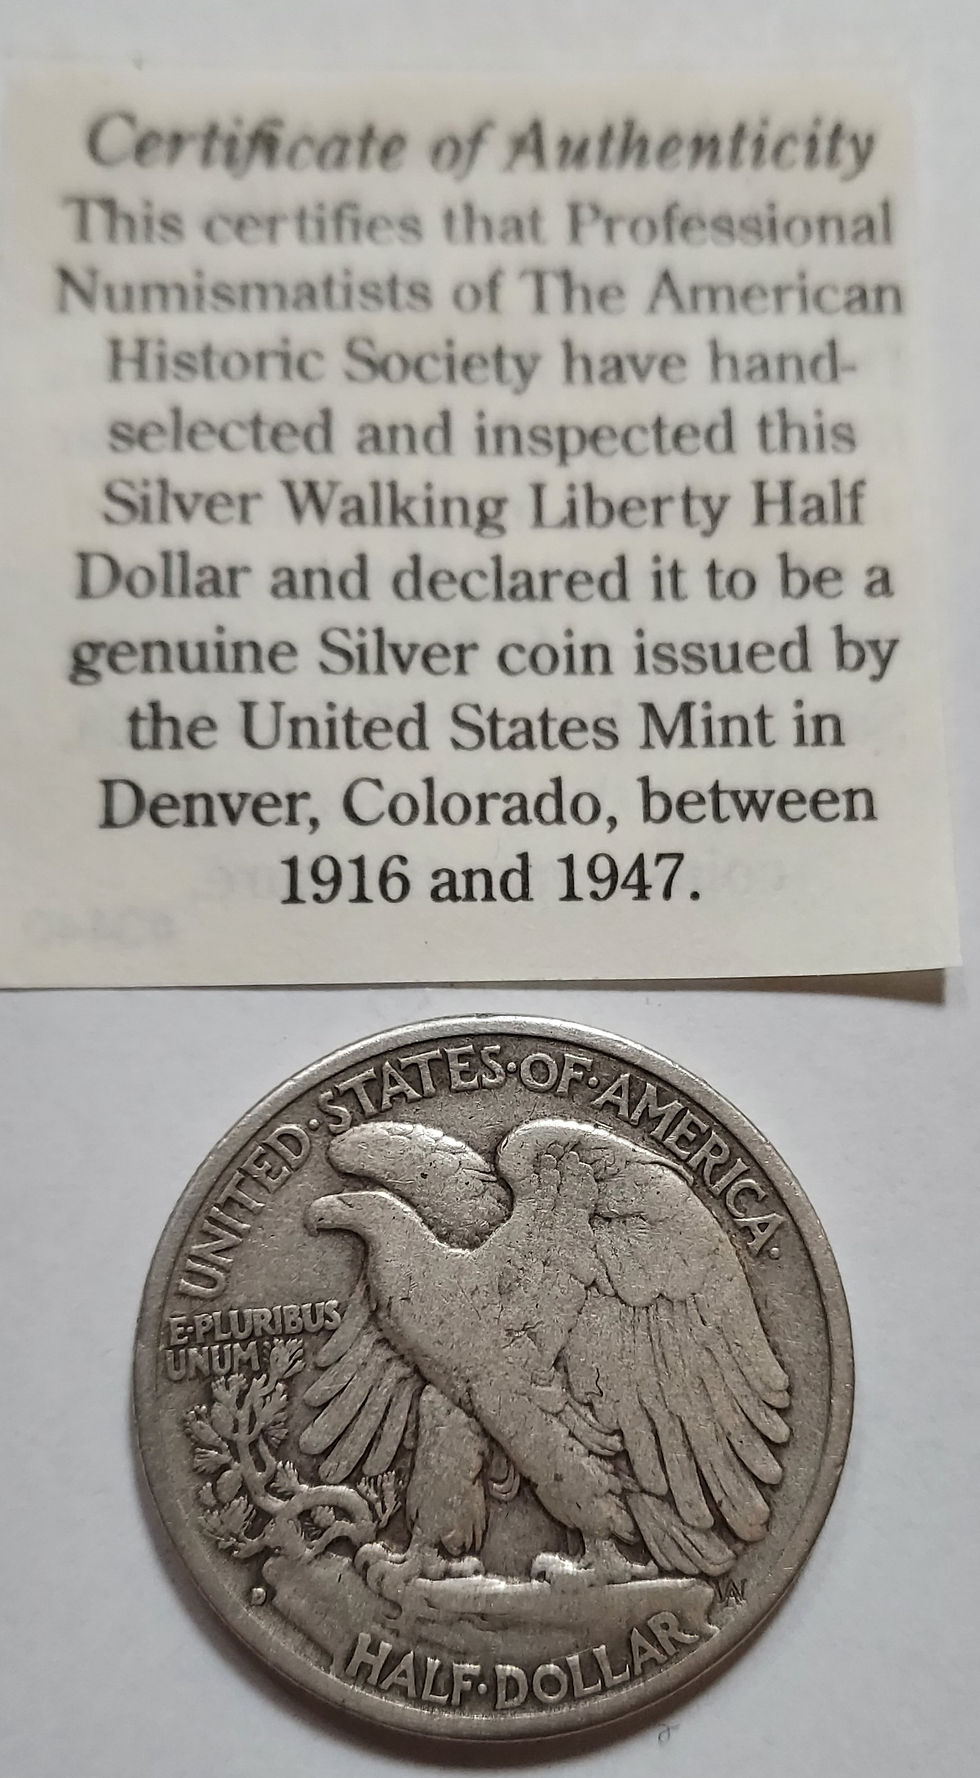 Certificate of Authenticity
This certifies that Professional
Numismatists of The American
Historic Society have hand-
selected and inspected this
Silver Walking Liberty Half
Dollar and declared it to be a
genuine Silver coin issued by
the United States Mint in
Denver, Colorado, between
1916 and 1947.
UNITED·STATES·OF·AMERICA·
E·PLURIBUS
UNUM
D
AW
HALF·DOLLAR